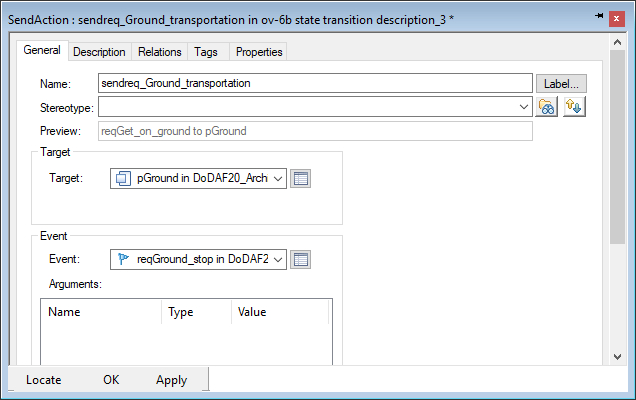 SendAction : sendreq_Ground_transportation in ov-6b state transition description_3 *
General Description Relations Tags Properties
Name: sendreq_Ground_transportation Label...
Stereotype:
Preview: reqGet_on_ground to pGround
Target
Target: pGround in DoDAF20_Arch
Event
Event: reqGround_stop in DoDAF2
Arguments:
Name Type Value
Locate OK Apply